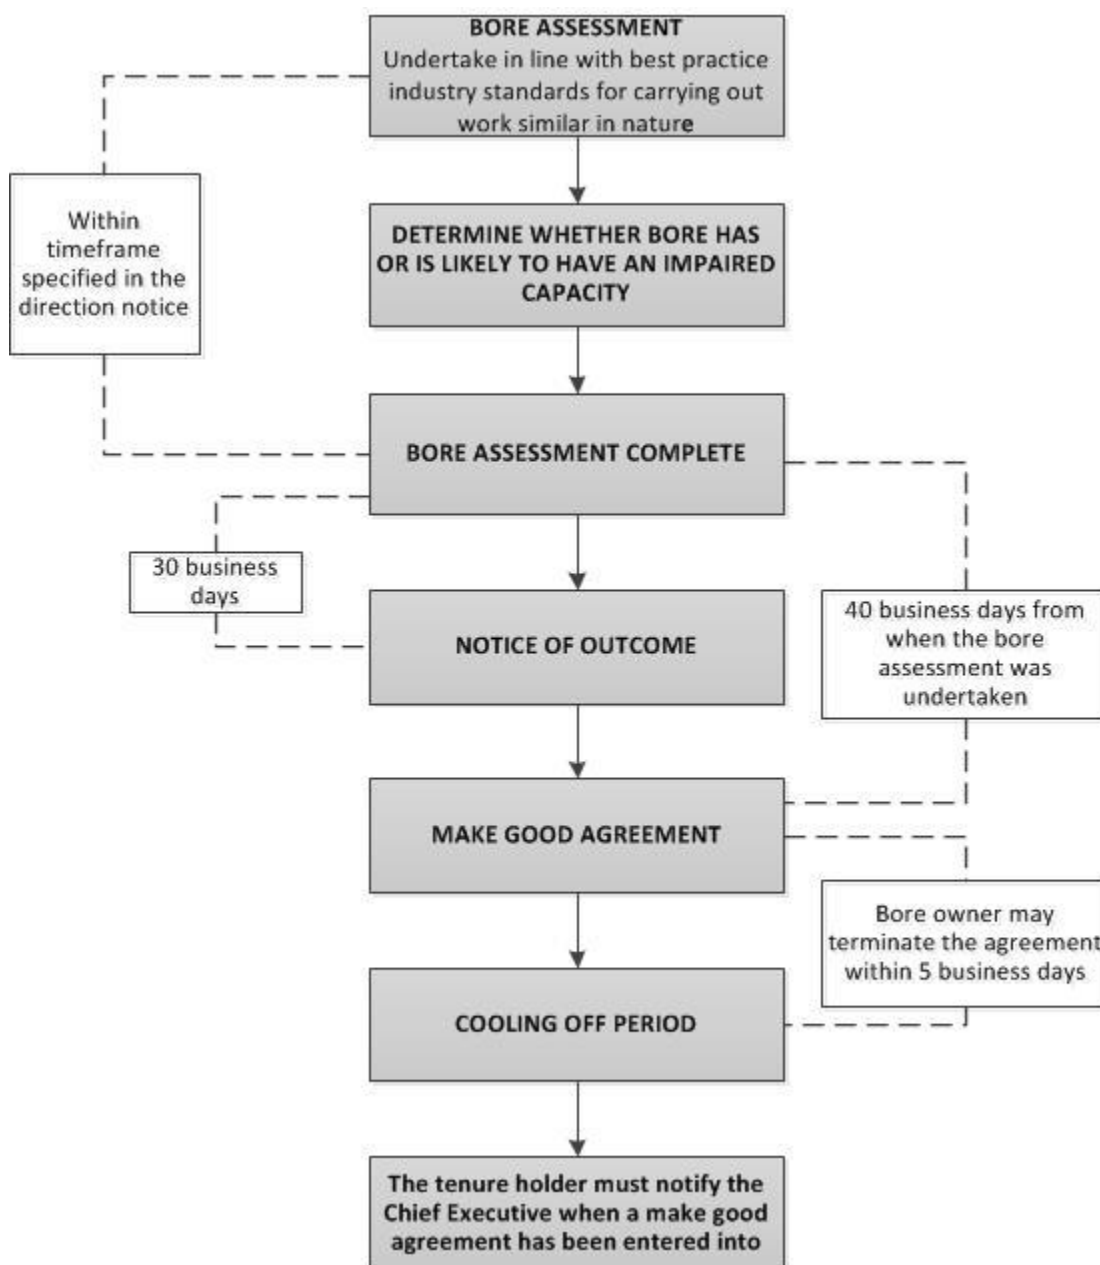 BORE ASSESSMENT
Undertake in line with best practice
industry standards for carrying out
work similar in nature
Within
timeframe
specified in the
direction notice
DETERMINE WHETHER BORE HAS
OR IS LIKELY TO HAVE AN IMPAIRED
CAPACITY
BORE ASSESSMENT COMPLETE
30 business
days
NOTICE OF OUTCOME
40 business days from
when the bore
assessment was
undertaken
MAKE GOOD AGREEMENT
Bore owner may
terminate the agreement
within 5 business days
COOLING OFF PERIOD
The tenure holder must notify the
Chief Executive when a make good
agreement has been entered into